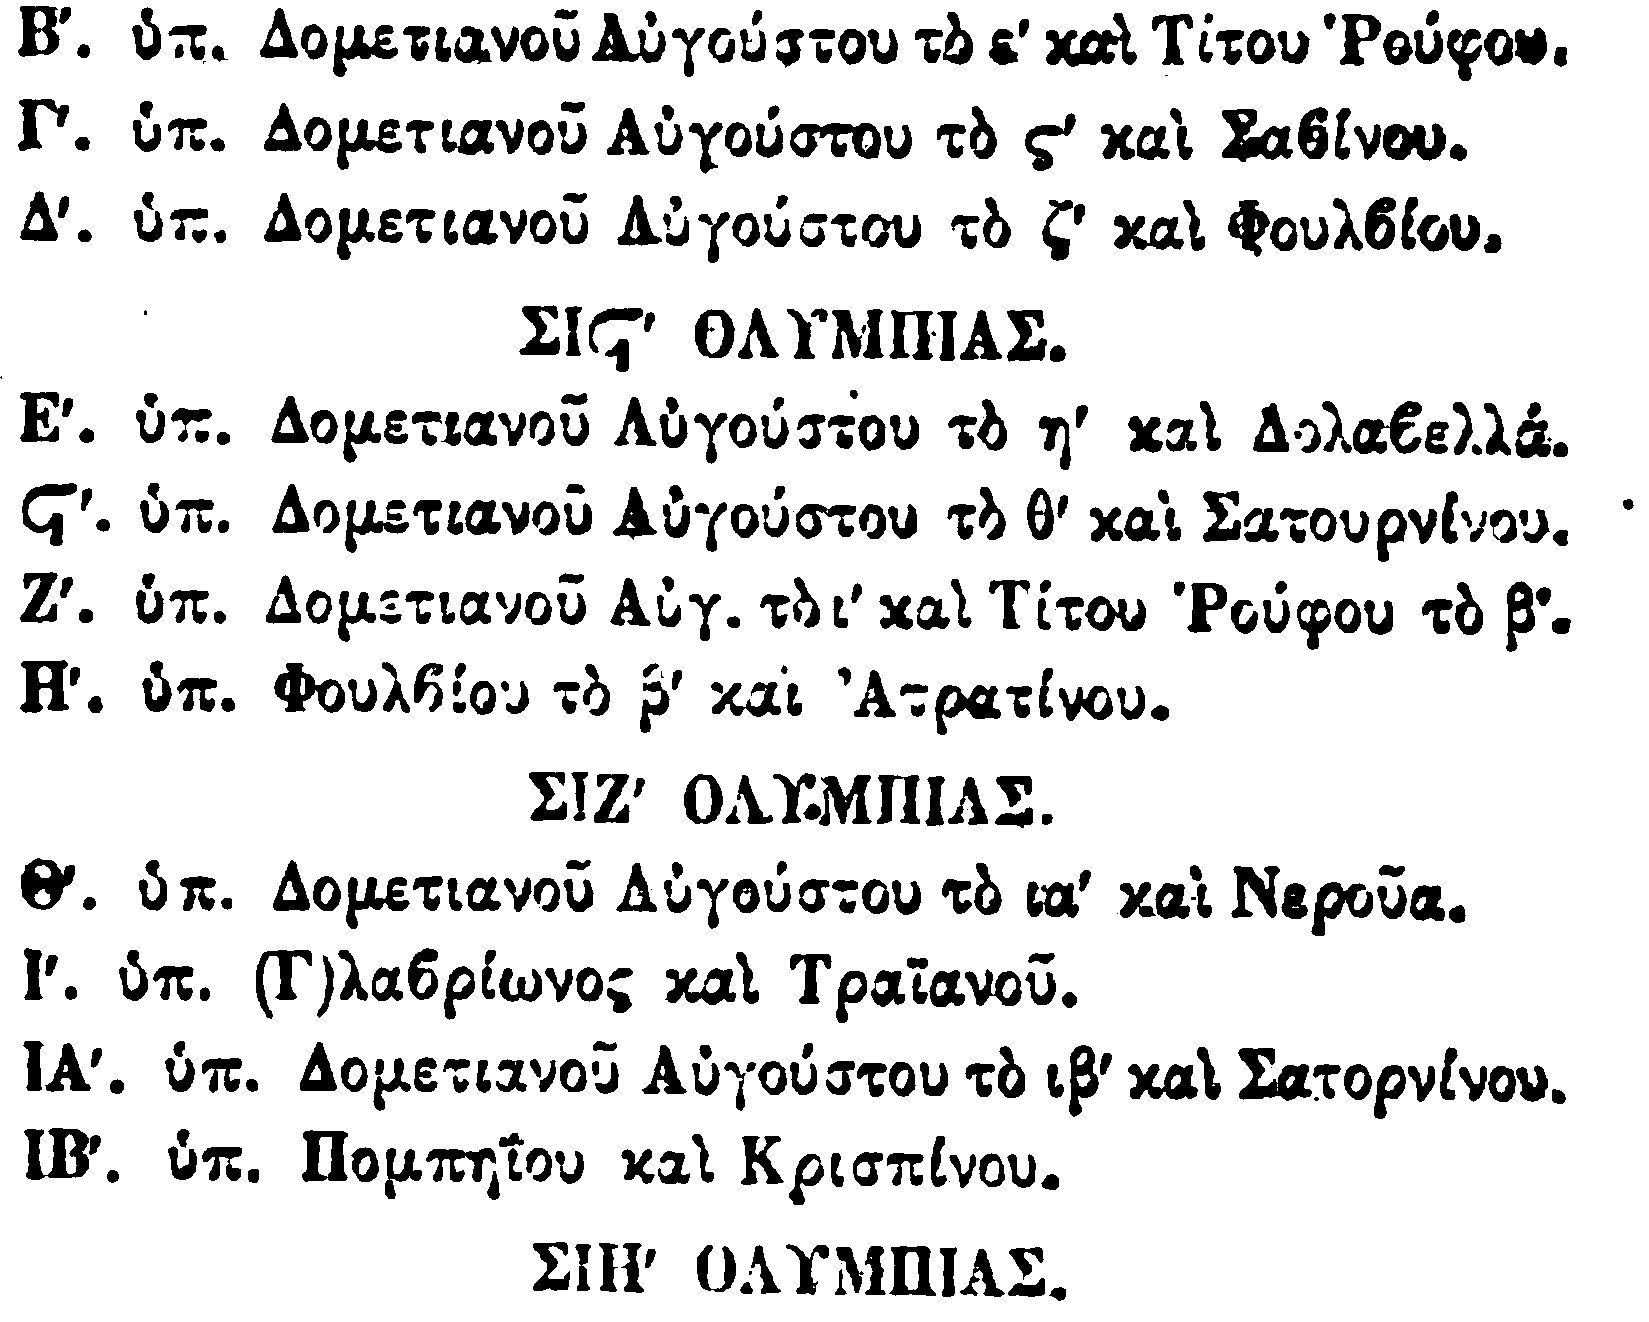 Β′. ὑπ. Δομετιανοῦ Αὐγούστου τὸ ε′ καὶ Τίτου Ῥούφου.
Γ′. ὑπ. Δομετιανοῦ Αὐγούστου τὸ ς′ καὶ Σαβίνου.
Δ′. ὑπ. Δομετιανοῦ Αὐγούστου τὸ ζ′ καὶ Φουλβίου.
ΣΙϚ′ ΟΛΥΜΠΙΑΣ.
Ε′. ὑπ. Δομετιανοῦ Αὐγούστου τὸ η′ καὶ Δολαβελλά.
Ϛ′. ὑπ. Δομετιανοῦ Αὐγούστου τὸ θ′ καὶ Σατουρνίνου.
Ζ′. ὑπ. Δομετιανοῦ Αὐγ. τὸ ι′ καὶ Τίτου Ῥούφου τὸ β′.
Η′. ὑπ. Φουλβίου τὸ β′ καὶ Ἀτρατίνου.
ΣΙΖ′ ΟΛΥΜΠΙΑΣ.
Θ′. ὑπ. Δομετιανοῦ Αὐγούστου τὸ ια′ καὶ Νεροῦα.
Ι′. ὑπ. (Γ)λαβρίωνος καὶ Τραϊανοῦ.
ΙΑ′. ὑπ. Δομετιανοῦ Αὐγούστου τὸ ιβ′ καὶ Σατορνίνου.
ΙΒ′. ὑπ. Πομπηΐου καὶ Κρισπίνου.
ΣΙΗ′ ΟΛΥΜΠΙΑΣ.